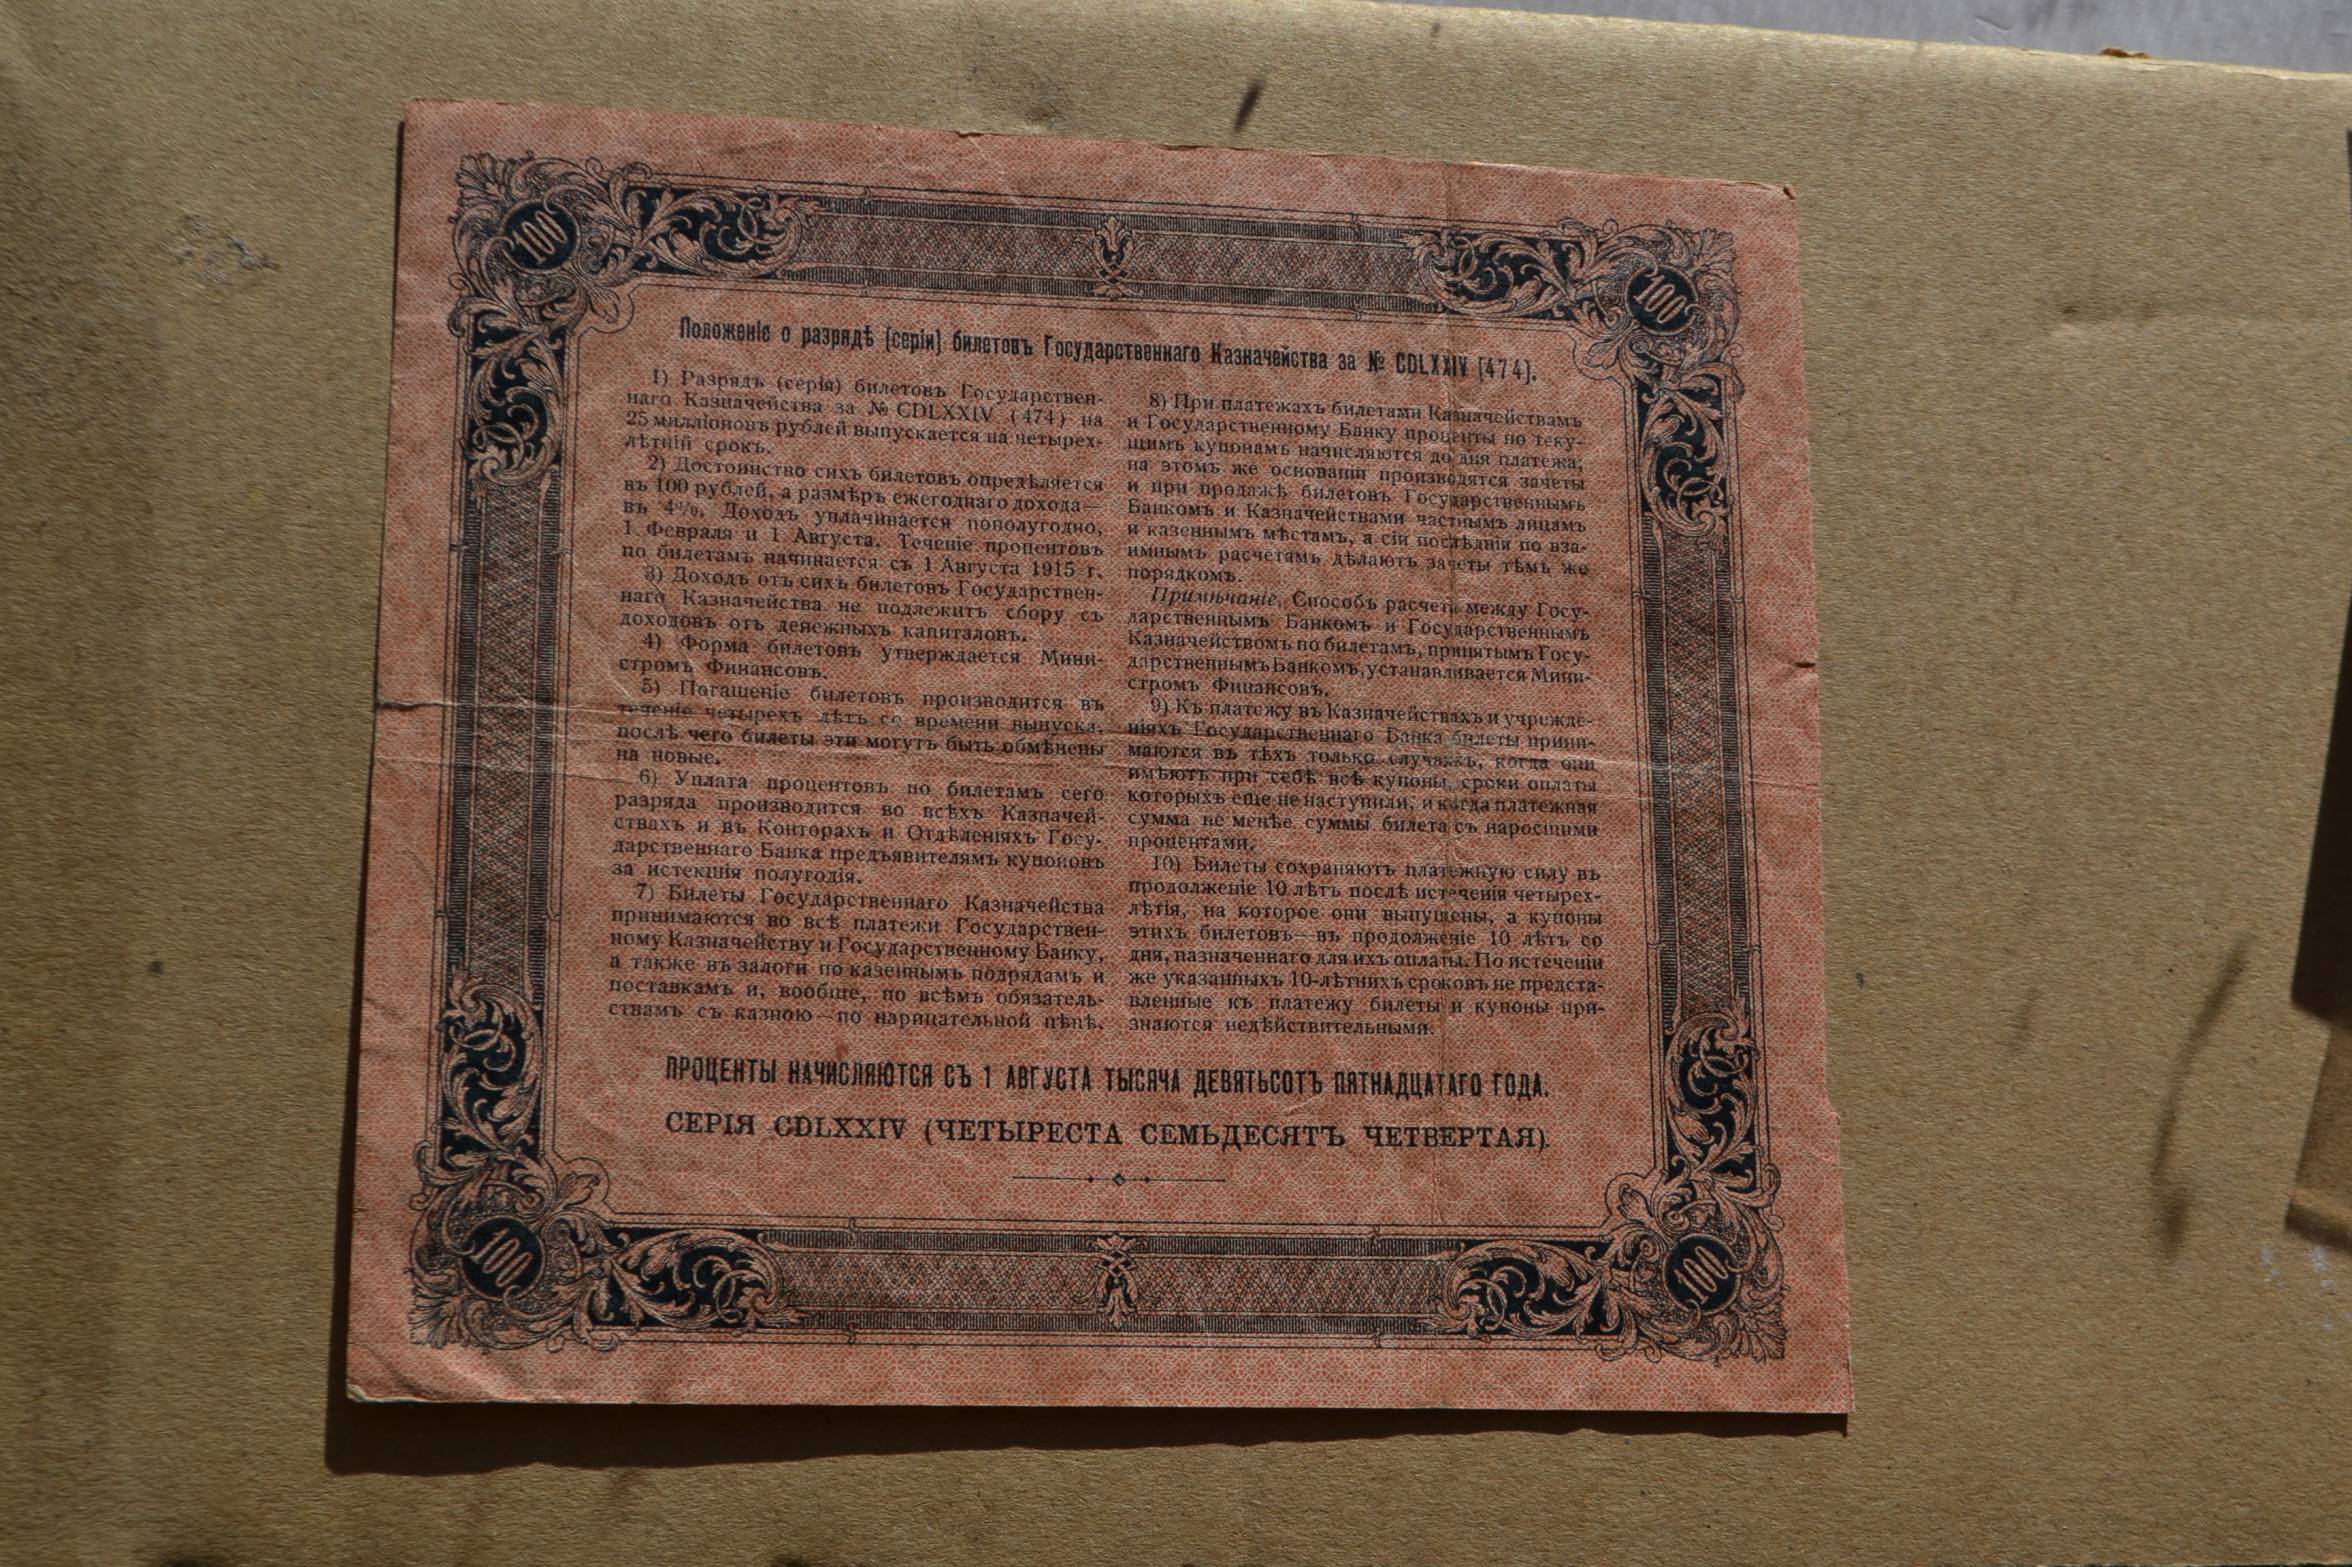 100
100
Положеніе о разрядѣ (серіи) билетовъ Государственнаго Казначейства за № CDLXXIV (474).
1) Разрядъ (серія) билетовъ Государствен-
наго Казначейства за № CDLXXIV (474) на
25 милліоновъ рублей выпускается на четырех-
лѣтній срокъ.
2) Достоинство сихъ билетовъ опредѣляется
въ 100 рублей, а размѣръ ежегоднаго дохода—
въ 4%. Доходъ уплачивается пополугодно,
1 Февраля и 1 Августа. Теченіе процентовъ
по билетамъ начинается съ 1 Августа 1915 г.
3) Доходъ отъ сихъ билетовъ Государствен-
наго Казначейства не подлежитъ сбору съ
доходовъ отъ денежныхъ капиталовъ.
4) Форма билетовъ утверждается Мини-
стромъ Финансовъ.
5) Погашеніе билетовъ производится въ
теченіе четырехъ лѣтъ со времени выпуска,
послѣ чего билеты эти могутъ быть обмѣнены
на новые.
6) Уплата процентовъ по билетамъ сего
разряда производится во всѣхъ Казначей-
ствахъ и въ Конторахъ и Отдѣленіяхъ Госу-
дарственнаго Банка предъявителямъ купоновъ
за истекшія полугодія.
7) Билеты Государственнаго Казначейства
принимаются во всѣ платежи Государствен-
ному Казначейству и Государственному Банку,
а также въ залоги по казеннымъ подрядамъ и
поставкамъ и, вообще, по всѣмъ обязатель-
ствамъ съ казною—по нарицательной цѣнѣ.
8) При платежахъ билетами Казначействамъ
и Государственному Банку проценты по теку-
щимъ купонамъ начисляются до дня платежа;
на этомъ же основаніи производятся зачеты
и при продажѣ билетовъ Государственнымъ
Банкомъ и Казначействами частнымъ лицамъ
и казеннымъ мѣстамъ, а сіи послѣднія по вза-
имнымъ расчетамъ дѣлаютъ зачеты тѣмъ же
порядкомъ.
Примѣчаніе. Способъ расчета между Госу-
дарственнымъ Банкомъ и Государственнымъ
Казначействомъ по билетамъ, принятымъ Госу-
дарственнымъ Банкомъ, устанавливается Мини-
стромъ Финансовъ.
9) Къ платежу въ Казначействахъ и учрежде-
ніяхъ Государственнаго Банка билеты прини-
маются въ тѣхъ только случаяхъ, когда они
имѣютъ при себѣ всѣ купоны, сроки оплаты
которыхъ еще не наступили, и когда платежная
сумма не менѣе суммы билета съ наросшими
процентами.
10) Билеты сохраняютъ платежную силу въ
продолженіе 10 лѣтъ послѣ истеченія четырех-
лѣтія, на которое они выпущены, а купоны
этихъ билетовъ—въ продолженіе 10 лѣтъ со
дня, назначеннаго для ихъ оплаты. По истеченіи
же указанныхъ 10-лѣтнихъ сроковъ не предста-
вленные къ платежу билеты и купоны при-
знаются недѣйствительными.
ПРОЦЕНТЫ НАЧИСЛЯЮТСЯ СЪ 1 АВГУСТА ТЫСЯЧА ДЕВЯТЬСОТЪ ПЯТНАДЦАТАГО ГОДА.
СЕРІЯ CDLXXIV (ЧЕТЫРЕСТА СЕМЬДЕСЯТЪ ЧЕТВЕРТАЯ).
100
100